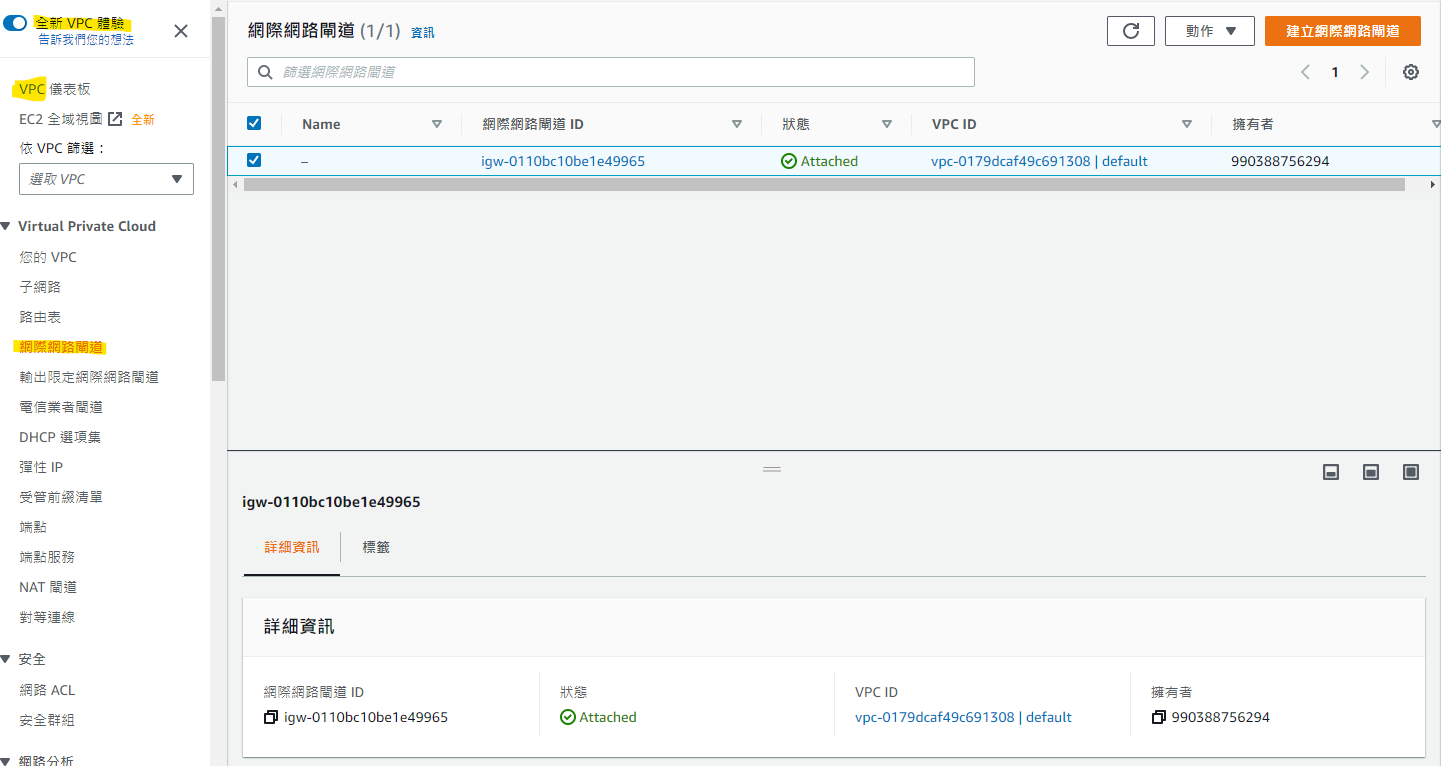 全新 VPC 體驗
告訴我們您的想法
VPC 儀表板
EC2 全域視圖 全新
依 VPC 篩選：
選取 VPC
Virtual Private Cloud
您的 VPC
子網路
路由表
網際網路閘道
輸出限定網際網路閘道
電信業者閘道
DHCP 選項集
彈性 IP
受管前綴清單
端點
端點服務
NAT 閘道
對等連線
安全
網路 ACL
安全群組
網路分析
網際網路閘道 (1/1) 資訊
動作
建立網際網路閘道
篩選網際網路閘道
1
Name 網際網路閘道 ID 狀態 VPC ID 擁有者
– igw-0110bc10be1e49965 Attached vpc-0179dcaf49c691308 | default 990388756294
igw-0110bc10be1e49965
詳細資訊 標籤
詳細資訊
網際網路閘道 ID 狀態 VPC ID 擁有者
igw-0110bc10be1e49965 Attached vpc-0179dcaf49c691308 | default 990388756294